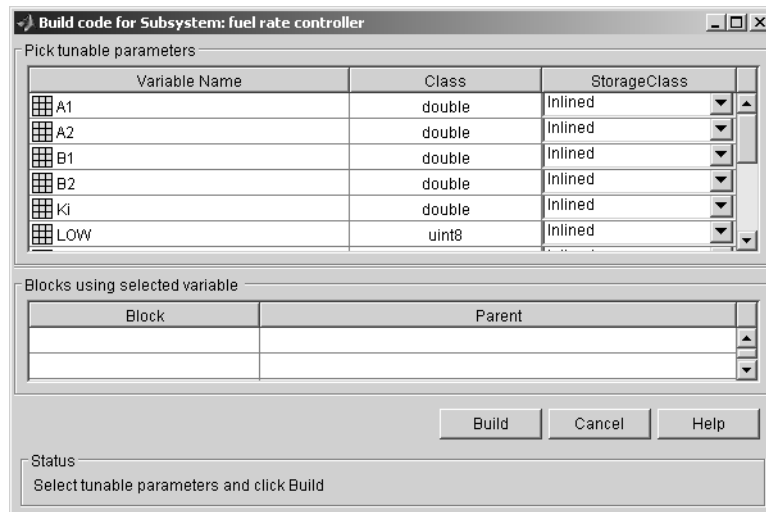 Build code for Subsystem: fuel rate controller
Pick tunable parameters
Variable Name Class StorageClass
A1 double Inlined
A2 double Inlined
B1 double Inlined
B2 double Inlined
Ki double Inlined
LOW uint8 Inlined
Blocks using selected variable
Block Parent
Build Cancel Help
Status
Select tunable parameters and click Build